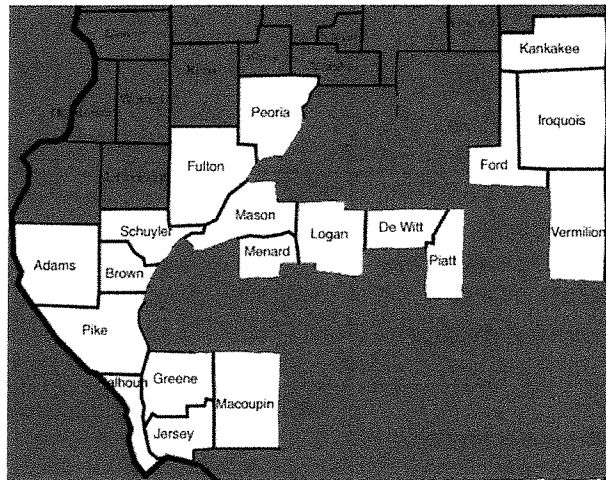 Kankakee
Peoria
Iroquois
Fulton
Ford
Mason
Schuyler
Logan
De Witt
Vermilion
Menard
Adams
Brown
Piatt
Pike
alhoun
Greene
Macoupin
Jersey